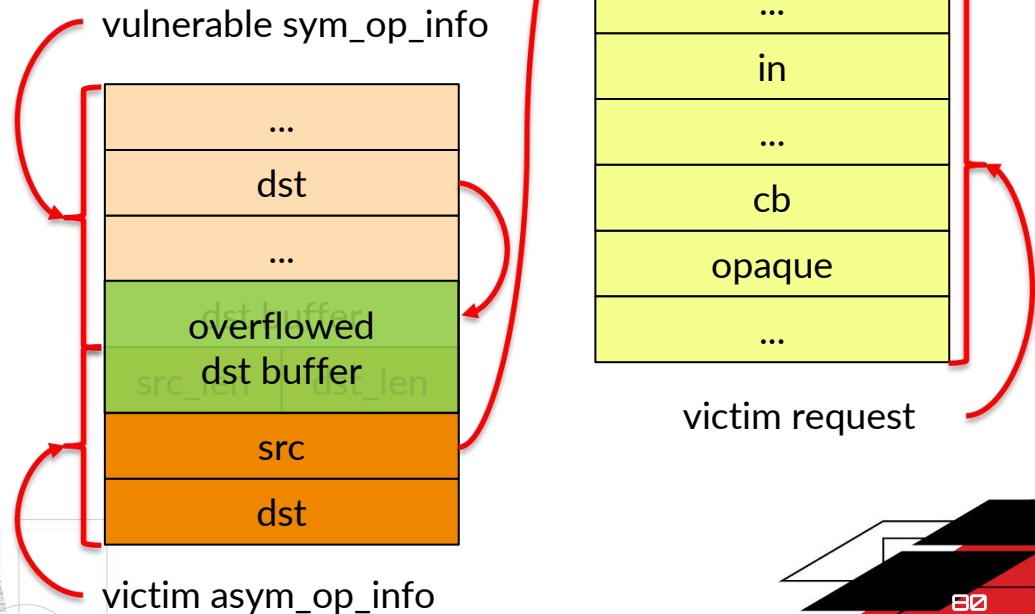 vulnerable sym_op_info
...
dst
...
dst buffer
overflowed
dst buffer
src_len
dst_len
src
dst
victim asym_op_info
...
in
...
cb
opaque
...
victim request
80